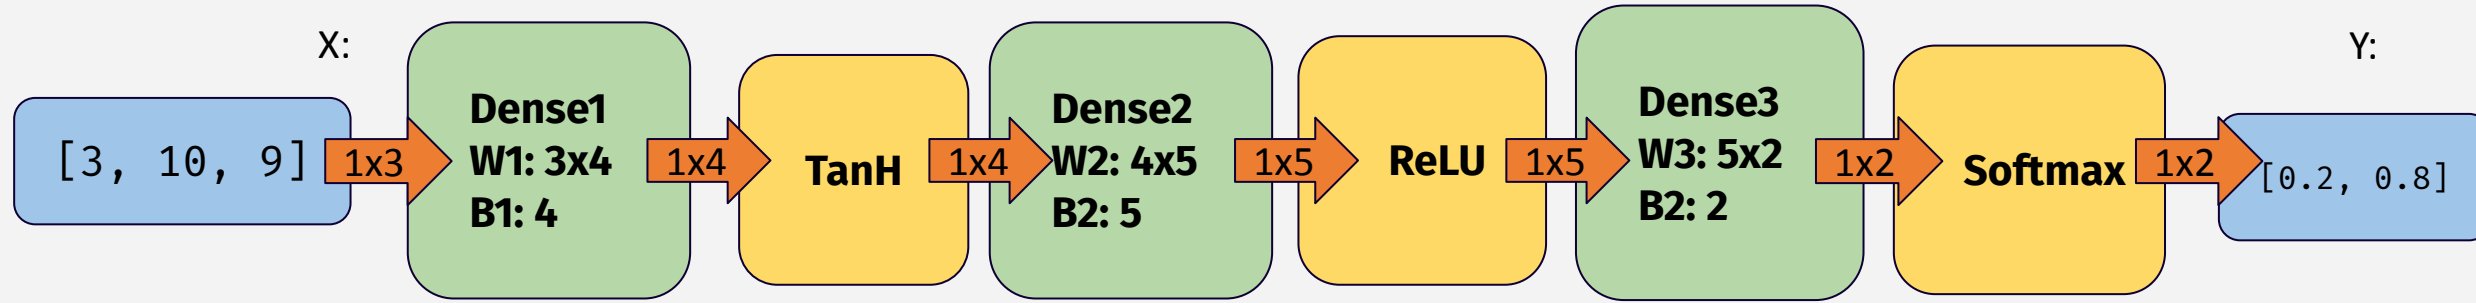 X:
[3, 10, 9]
1x3
Dense1
W1: 3x4
B1: 4
1x4
TanH
1x4
Dense2
W2: 4x5
B2: 5
1x5
ReLU
1x5
Dense3
W3: 5x2
B2: 2
1x2
Softmax
1x2
Y:
[0.2, 0.8]